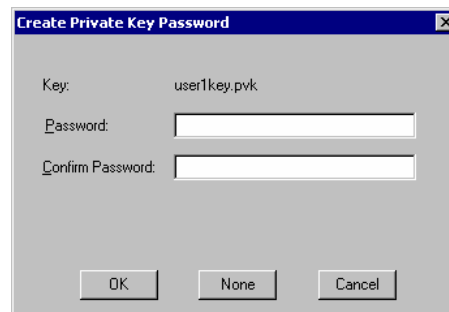 Create Private Key Password
Key: user1key.pvk
Password:
Confirm Password:
OK None Cancel